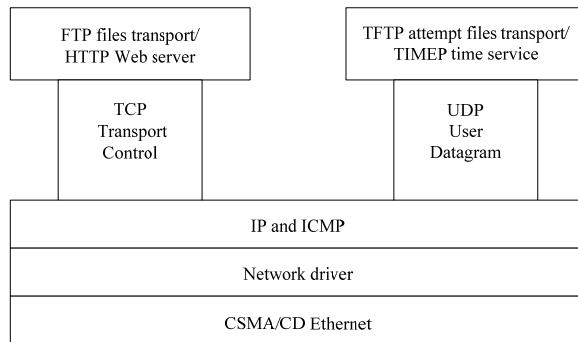 FTP files transport/
HTTP Web server
TFTP attempt files transport/
TIMEP time service
TCP
Transport
Control
UDP
User
Datagram
IP and ICMP
Network driver
CSMA/CD Ethernet